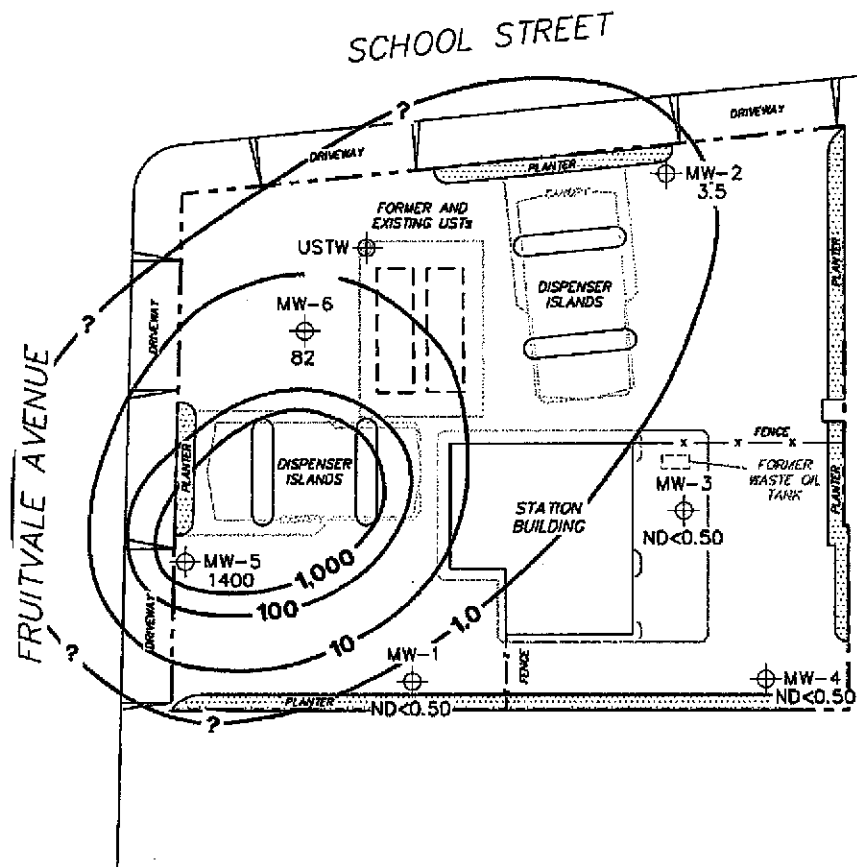 SCHOOL STREET
?
DRIVEWAY
DRIVEWAY
PLANTER
MW-2
3.5
CANOPY
FORMER AND
EXISTING USTs
USTW
DISPENSER
ISLANDS
PLANTER
?
DRIVEWAY
MW-6
82
FRUITVALE AVENUE
PLANTER
DISPENSER
ISLANDS
FENCE
x x x
FORMER
WASTE OIL
TANK
MW-3
ND<0.50
STATION
BUILDING
PLANTER
MW-5
1400
1,000
100
10
1.0
DRIVEWAY
?
MW-1
ND<0.50
FENCE
MW-4
ND<0.50
PLANTER
?